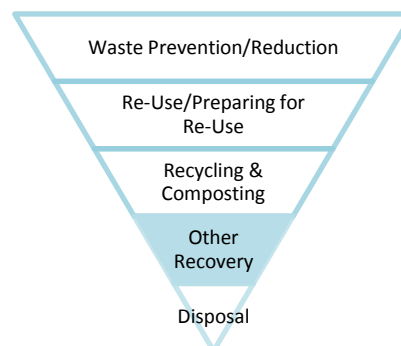 Waste Prevention/Reduction
Re-Use/Preparing for
Re-Use
Recycling &
Composting
Other
Recovery
Disposal